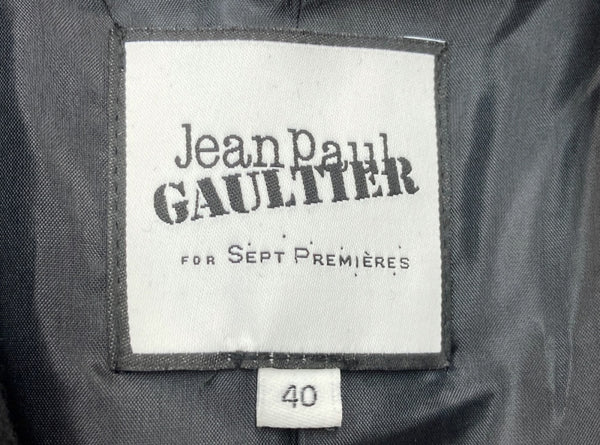 Jean Paul
GAULTIER
FOR SEPT PREMIÈRES
40